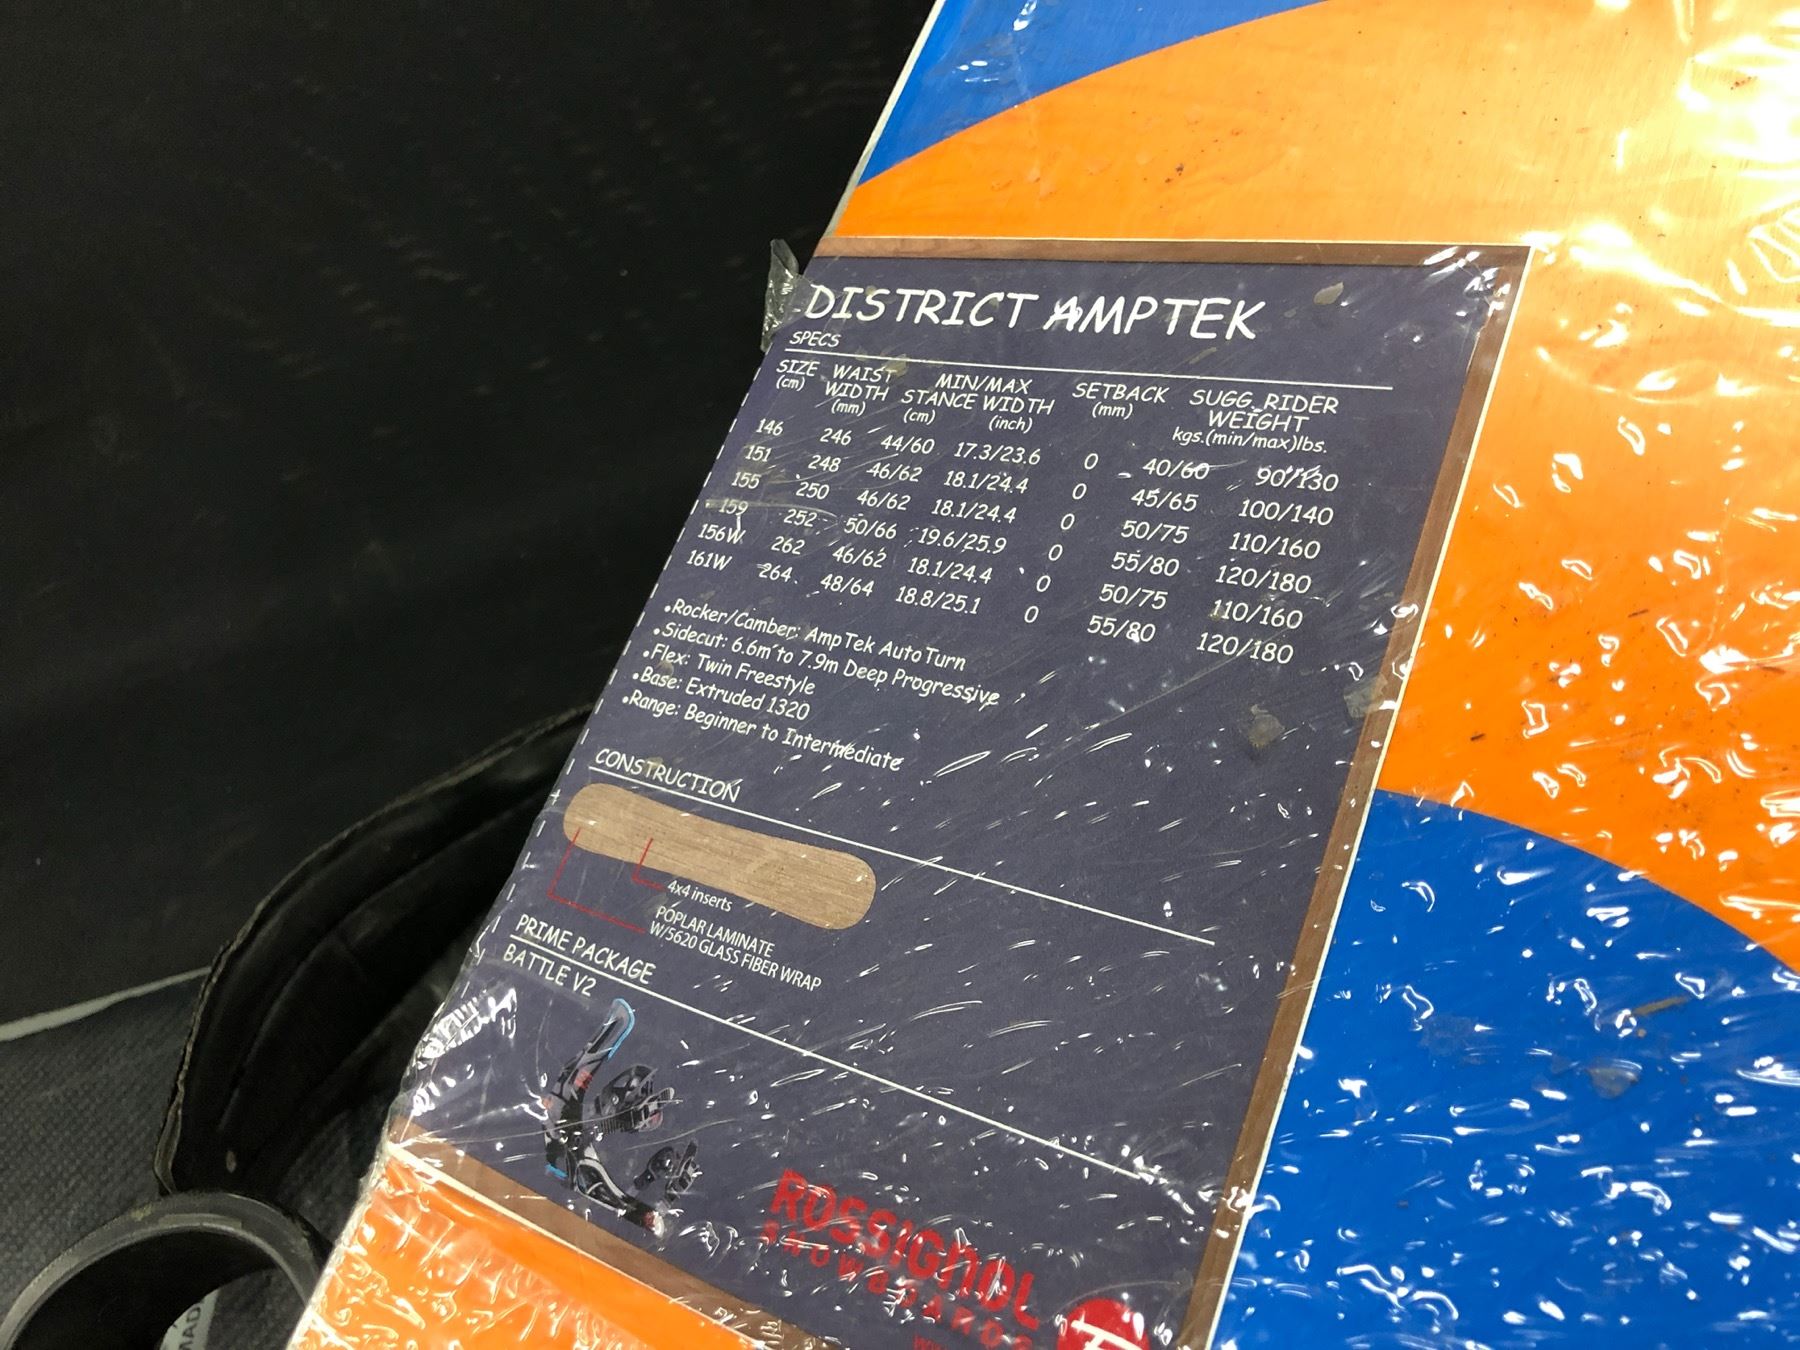 DISTRICT AMPTEK
SPECS
SIZE (cm) WAIST WIDTH (mm) MIN/MAX STANCE WIDTH (cm) (inch) SETBACK (mm) SUGG. RIDER WEIGHT kgs.(min/max)lbs.
146 246 44/60 17.3/23.6 0 40/60 90/130
151 248 46/62 18.1/24.4 0 45/65 100/140
155 250 46/62 18.1/24.4 0 50/75 110/160
159 252 50/66 19.6/25.9 0 55/80 120/180
156W 262 46/62 18.1/24.4 0 50/75 110/160
161W 264 48/64 18.8/25.1 0 55/80 120/180
•Rocker/Camber: AmpTek AutoTurn
•Sidecut: 6.6m to 7.9m Deep Progressive
•Flex: Twin Freestyle
•Base: Extruded 1320
•Range: Beginner to Intermediate
CONSTRUCTION
4x4 inserts
POPLAR LAMINATE
W/5620 GLASS FIBER WRAP
PRIME PACKAGE
BATTLE V2
ROSSIGNOL
SNOWBOARDS